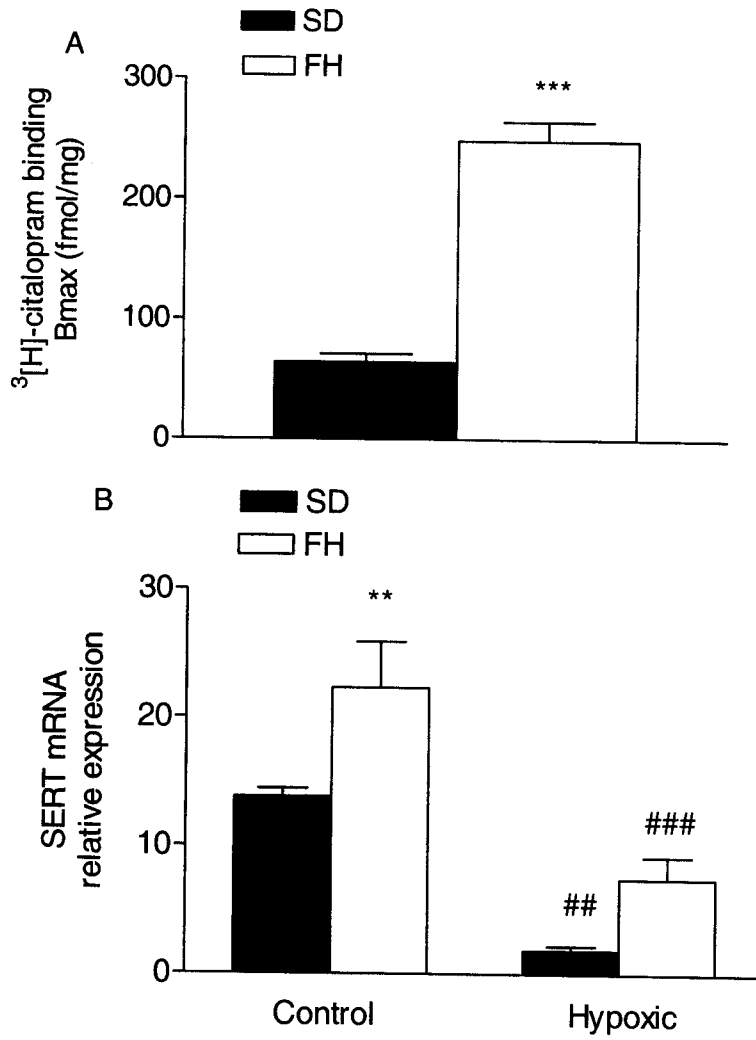 A
SD
FH
300
200
100
0
³[H]-citalopram binding
Bmax (fmol/mg)
***
B
SD
FH
30
20
10
0
SERT mRNA
relative expression
**
##
###
Control
Hypoxic